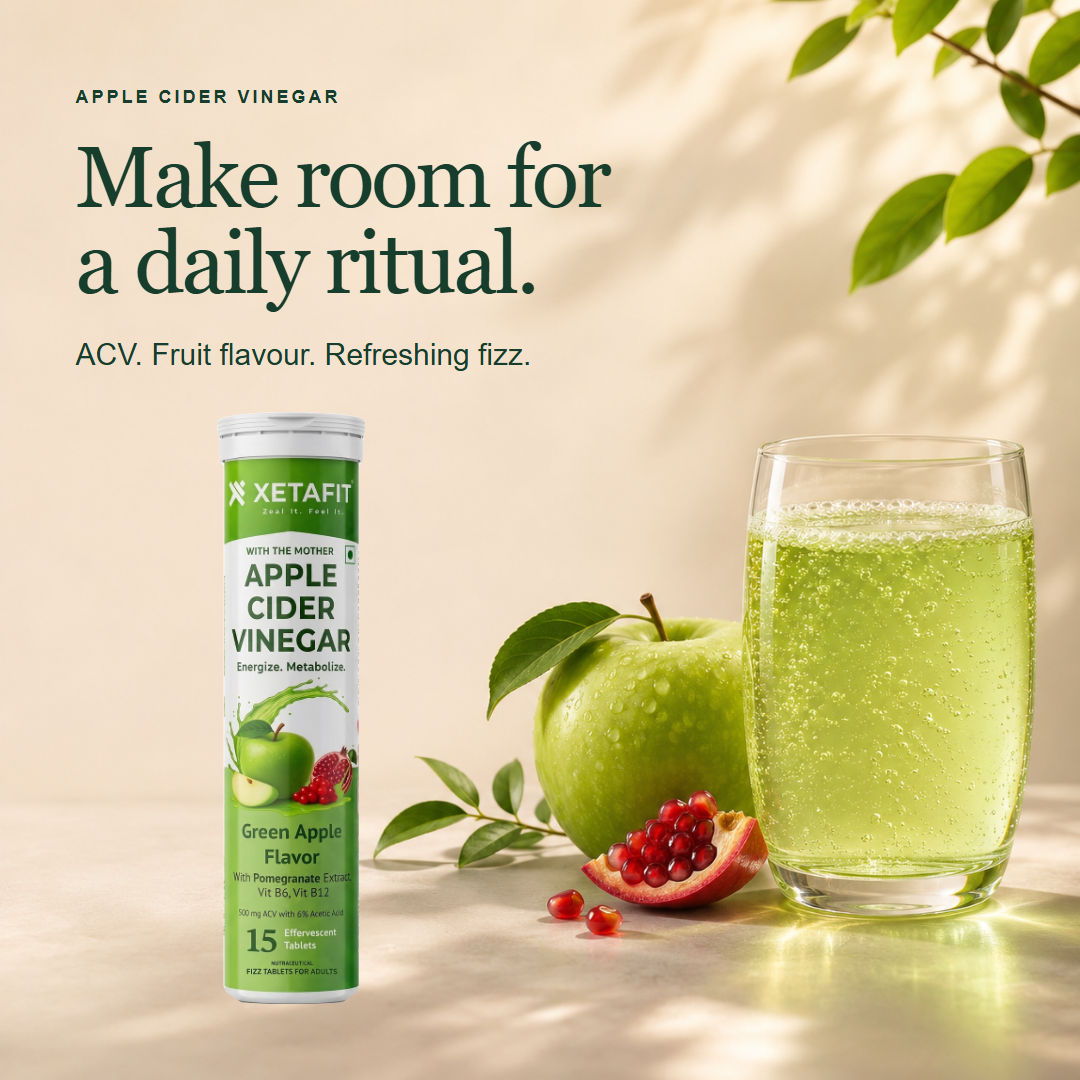 APPLE CIDER VINEGAR
Make room for
a daily ritual.
ACV. Fruit flavour. Refreshing fizz.
XETAFIT
Zeal It. Feel It.
WITH THE MOTHER
APPLE
CIDER
VINEGAR
Energize. Metabolize.
Green Apple
Flavor
With Pomegranate Extract,
Vit B6, Vit B12
500 mg ACV with 6% Acetic Acid
15 Effervescent
Tablets
NUTRACEUTICAL
FIZZ TABLETS FOR ADULTS